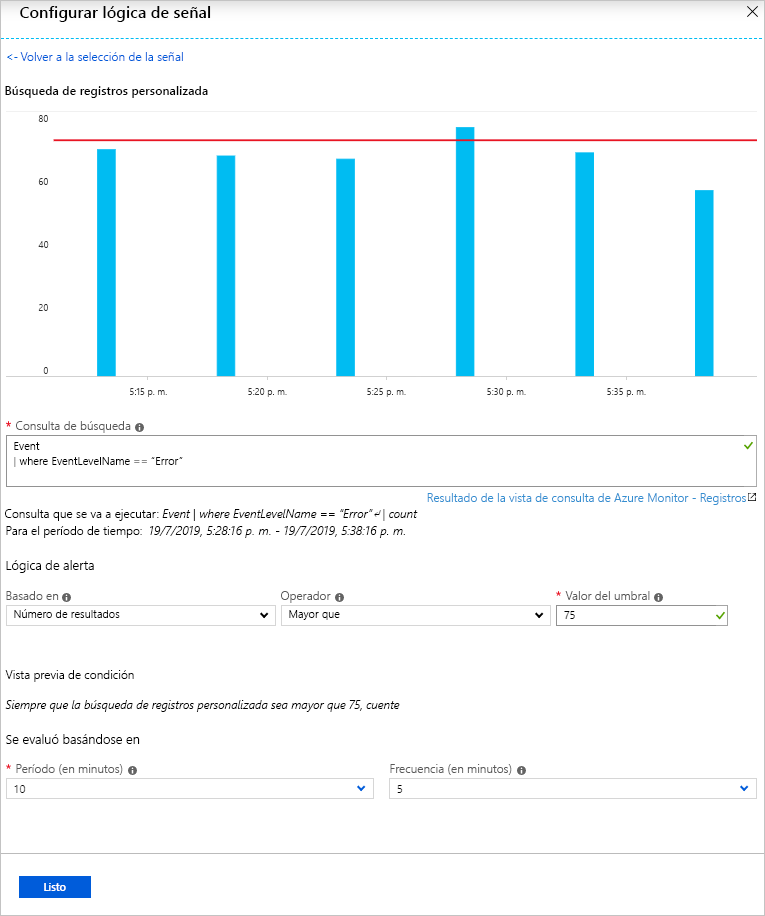 Configurar lógica de señal
<- Volver a la selección de la señal
Búsqueda de registros personalizada
80
60
40
20
0
5:15 p. m.
5:20 p. m.
5:25 p. m.
5:30 p. m.
5:35 p. m.
* Consulta de búsqueda
Event
| where EventLevelName == "Error"
Resultado de la vista de consulta de Azure Monitor - Registros
Consulta que se va a ejecutar: Event | where EventLevelName == "Error"↵| count
Para el período de tiempo: 19/7/2019, 5:28:16 p. m. - 19/7/2019, 5:38:16 p. m.
Lógica de alerta
Basado en
Operador
* Valor del umbral
Número de resultados
Mayor que
75
Vista previa de condición
Siempre que la búsqueda de registros personalizada sea mayor que 75, cuente
Se evaluó basándose en
* Período (en minutos)
Frecuencia (en minutos)
10
5
Listo